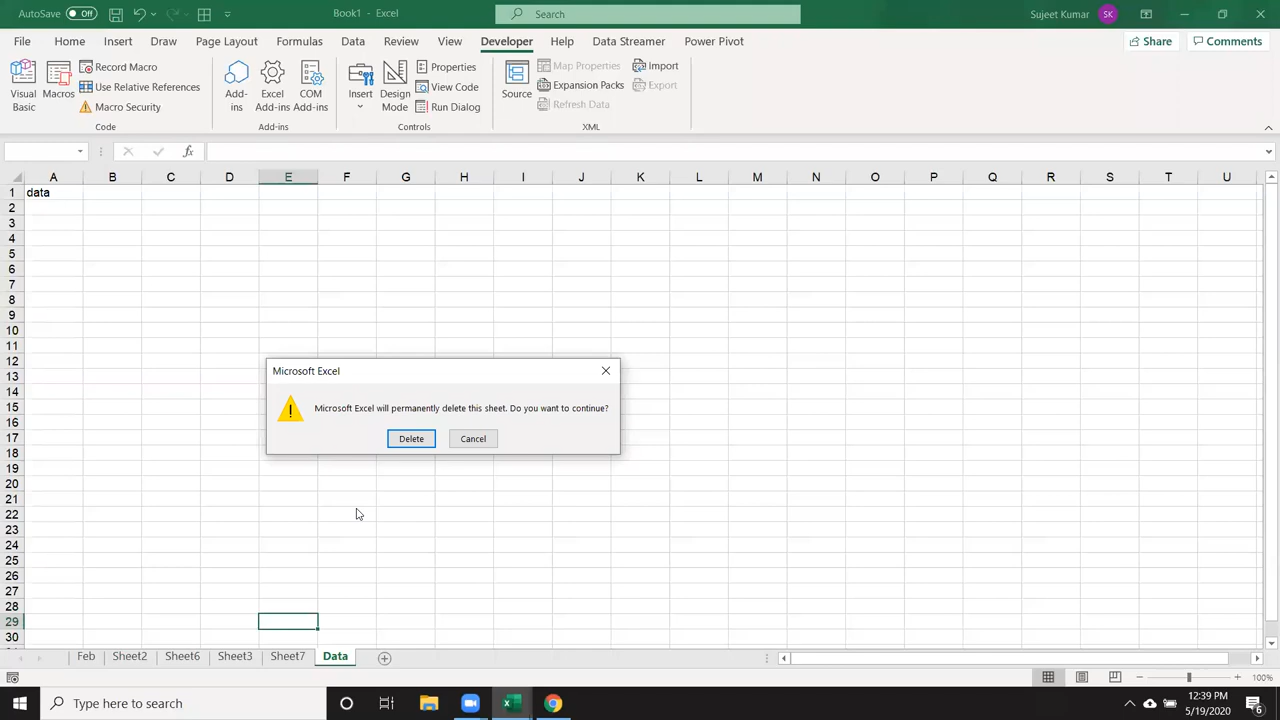 AutoSave Off Book1 - Excel Search Sujeet Kumar SK
File Home Insert Draw Page Layout Formulas Data Review View Developer Help Data Streamer Power Pivot Share Comments
Visual Basic
Macros
Record Macro
Use Relative References
Macro Security
Code
Add-ins
Excel Add-ins
COM Add-ins
Add-ins
Insert
Design Mode
Properties
View Code
Run Dialog
Controls
Source
Map Properties
Expansion Packs
Refresh Data
Import
Export
XML
fx
A B C D E F G H I J K L M N O P Q R S T U
1 data
2
3
4
5
6
7
8
9
10
11
12
13
14
15
16
17
18
19
20
21
22
23
24
25
26
27
28
29
30
Microsoft Excel
Microsoft Excel will permanently delete this sheet. Do you want to continue?
Delete Cancel
Feb Sheet2 Sheet6 Sheet3 Sheet7 Data
100%
Type here to search
12:39 PM
5/19/2020
6